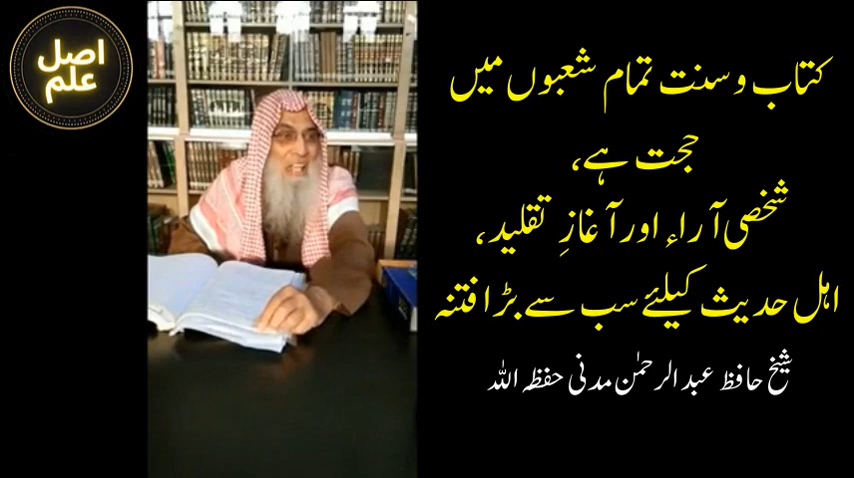 اصل
علم
کتاب و سنت تمام شعبوں میں
حجت ہے،
شخصی آراء اور آغازِ تقلید،
اہل حدیث کیلئے سب سے بڑا فتنہ
شیخ حافظ عبد الرحمٰن مدنی حفظہ اللہ